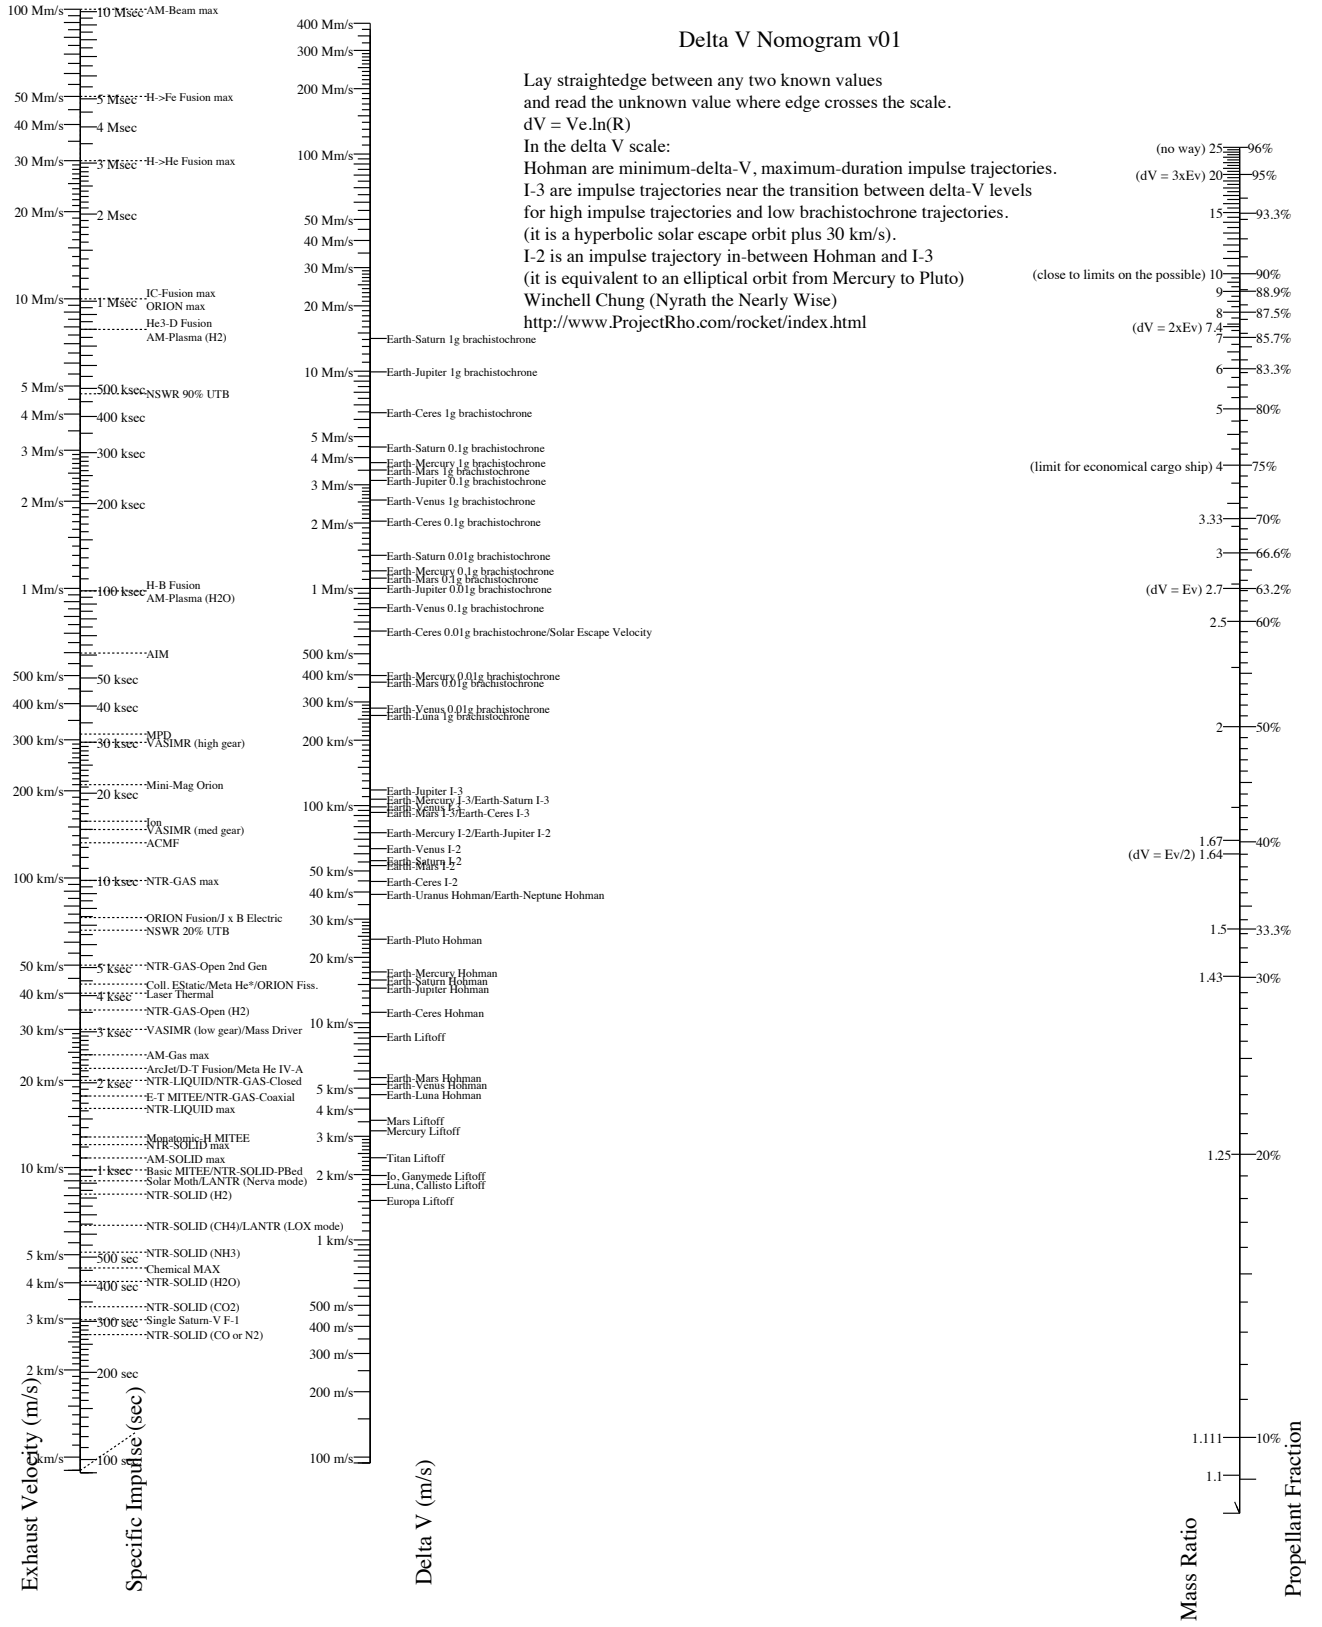 Delta V Nomogram v01
Lay straightedge between any two known values
and read the unknown value where edge crosses the scale.
dV = Ve.ln(R)
In the delta V scale:
Hohman are minimum-delta-V, maximum-duration impulse trajectories.
I-3 are impulse trajectories near the transition between delta-V levels
for high impulse trajectories and low brachistochrone trajectories.
(it is a hyperbolic solar escape orbit plus 30 km/s).
I-2 is an impulse trajectory in-between Hohman and I-3
(it is equivalent to an elliptical orbit from Mercury to Pluto)
Winchell Chung (Nyrath the Nearly Wise)
http://www.ProjectRho.com/rocket/index.html
100 Mm/s
50 Mm/s
40 Mm/s
30 Mm/s
20 Mm/s
10 Mm/s
5 Mm/s
4 Mm/s
3 Mm/s
2 Mm/s
1 Mm/s
500 km/s
400 km/s
300 km/s
200 km/s
100 km/s
50 km/s
40 km/s
30 km/s
20 km/s
10 km/s
5 km/s
4 km/s
3 km/s
2 km/s
1 km/s
Exhaust Velocity (m/s)
10 Msec
5 Msec
4 Msec
3 Msec
2 Msec
1 Msec
500 ksec
400 ksec
300 ksec
200 ksec
100 ksec
50 ksec
40 ksec
30 ksec
20 ksec
10 ksec
5 ksec
4 ksec
3 ksec
2 ksec
1 ksec
500 sec
400 sec
300 sec
200 sec
100 sec
Specific Impulse (sec)
AM-Beam max
H->Fe Fusion max
H->He Fusion max
IC-Fusion max
ORION max
He3-D Fusion
AM-Plasma (H2)
NSWR 90% UTB
H-B Fusion
AM-Plasma (H2O)
AIM
MPD
VASIMR (high gear)
Mini-Mag Orion
Ion
VASIMR (med gear)
ACMF
NTR-GAS max
ORION Fusion/J x B Electric
NSWR 20% UTB
NTR-GAS-Open 2nd Gen
Coll. EStatic/Meta He*/ORION Fiss.
Laser Thermal
NTR-GAS-Open (H2)
VASIMR (low gear)/Mass Driver
AM-Gas max
ArcJet/D-T Fusion/Meta He IV-A
NTR-LIQUID/NTR-GAS-Closed
E-T MITEE/NTR-GAS-Coaxial
NTR-LIQUID max
Monatomic-H MITEE
NTR-SOLID max
AM-SOLID max
Basic MITEE/NTR-SOLID-PBed
Solar Moth/LANTR (Nerva mode)
NTR-SOLID (H2)
NTR-SOLID (CH4)/LANTR (LOX mode)
NTR-SOLID (NH3)
Chemical MAX
NTR-SOLID (H2O)
NTR-SOLID (CO2)
Single Saturn-V F-1
NTR-SOLID (CO or N2)
400 Mm/s
300 Mm/s
200 Mm/s
100 Mm/s
50 Mm/s
40 Mm/s
30 Mm/s
20 Mm/s
10 Mm/s
5 Mm/s
4 Mm/s
3 Mm/s
2 Mm/s
1 Mm/s
500 km/s
400 km/s
300 km/s
200 km/s
100 km/s
50 km/s
40 km/s
30 km/s
20 km/s
10 km/s
5 km/s
4 km/s
3 km/s
2 km/s
1 km/s
500 m/s
400 m/s
300 m/s
200 m/s
100 m/s
Delta V (m/s)
Earth-Saturn 1g brachistochrone
Earth-Jupiter 1g brachistochrone
Earth-Ceres 1g brachistochrone
Earth-Saturn 0.1g brachistochrone
Earth-Mercury 1g brachistochrone
Earth-Mars 1g brachistochrone
Earth-Jupiter 0.1g brachistochrone
Earth-Venus 1g brachistochrone
Earth-Ceres 0.1g brachistochrone
Earth-Saturn 0.01g brachistochrone
Earth-Mercury 0.1g brachistochrone
Earth-Mars 0.1g brachistochrone
Earth-Jupiter 0.01g brachistochrone
Earth-Venus 0.1g brachistochrone
Earth-Ceres 0.01g brachistochrone/Solar Escape Velocity
Earth-Mercury 0.01g brachistochrone
Earth-Mars 0.01g brachistochrone
Earth-Venus 0.01g brachistochrone
Earth-Luna 1g brachistochrone
Earth-Jupiter I-3
Earth-Mercury I-3/Earth-Saturn I-3
Earth-Venus I-3
Earth-Mars I-3/Earth-Ceres I-3
Earth-Mercury I-2/Earth-Jupiter I-2
Earth-Venus I-2
Earth-Saturn I-2
Earth-Mars I-2
Earth-Ceres I-2
Earth-Uranus Hohman/Earth-Neptune Hohman
Earth-Pluto Hohman
Earth-Mercury Hohman
Earth-Saturn Hohman
Earth-Jupiter Hohman
Earth-Ceres Hohman
Earth Liftoff
Earth-Mars Hohman
Earth-Venus Hohman
Earth-Luna Hohman
Mars Liftoff
Mercury Liftoff
Titan Liftoff
Io, Ganymede Liftoff
Luna, Callisto Liftoff
Europa Liftoff
(no way) 25
(dV = 3xEv) 20
15
(close to limits on the possible) 10
9
8
(dV = 2xEv) 7.4
7
6
5
(limit for economical cargo ship) 4
3.33
3
(dV = Ev) 2.7
2.5
2
1.67
(dV = Ev/2) 1.64
1.5
1.43
1.25
1.111
1.1
Mass Ratio
96%
95%
93.3%
90%
88.9%
87.5%
85.7%
83.3%
80%
75%
70%
66.6%
63.2%
60%
50%
40%
33.3%
30%
20%
10%
Propellant Fraction